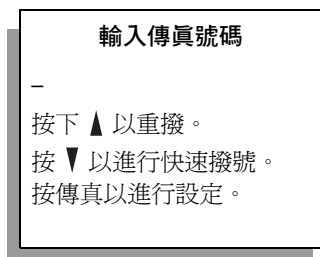 輸入傳眞號碼
_
按下 ▲ 以重撥。
按 ▼ 以進行快速撥號。
按傳真以進行設定。